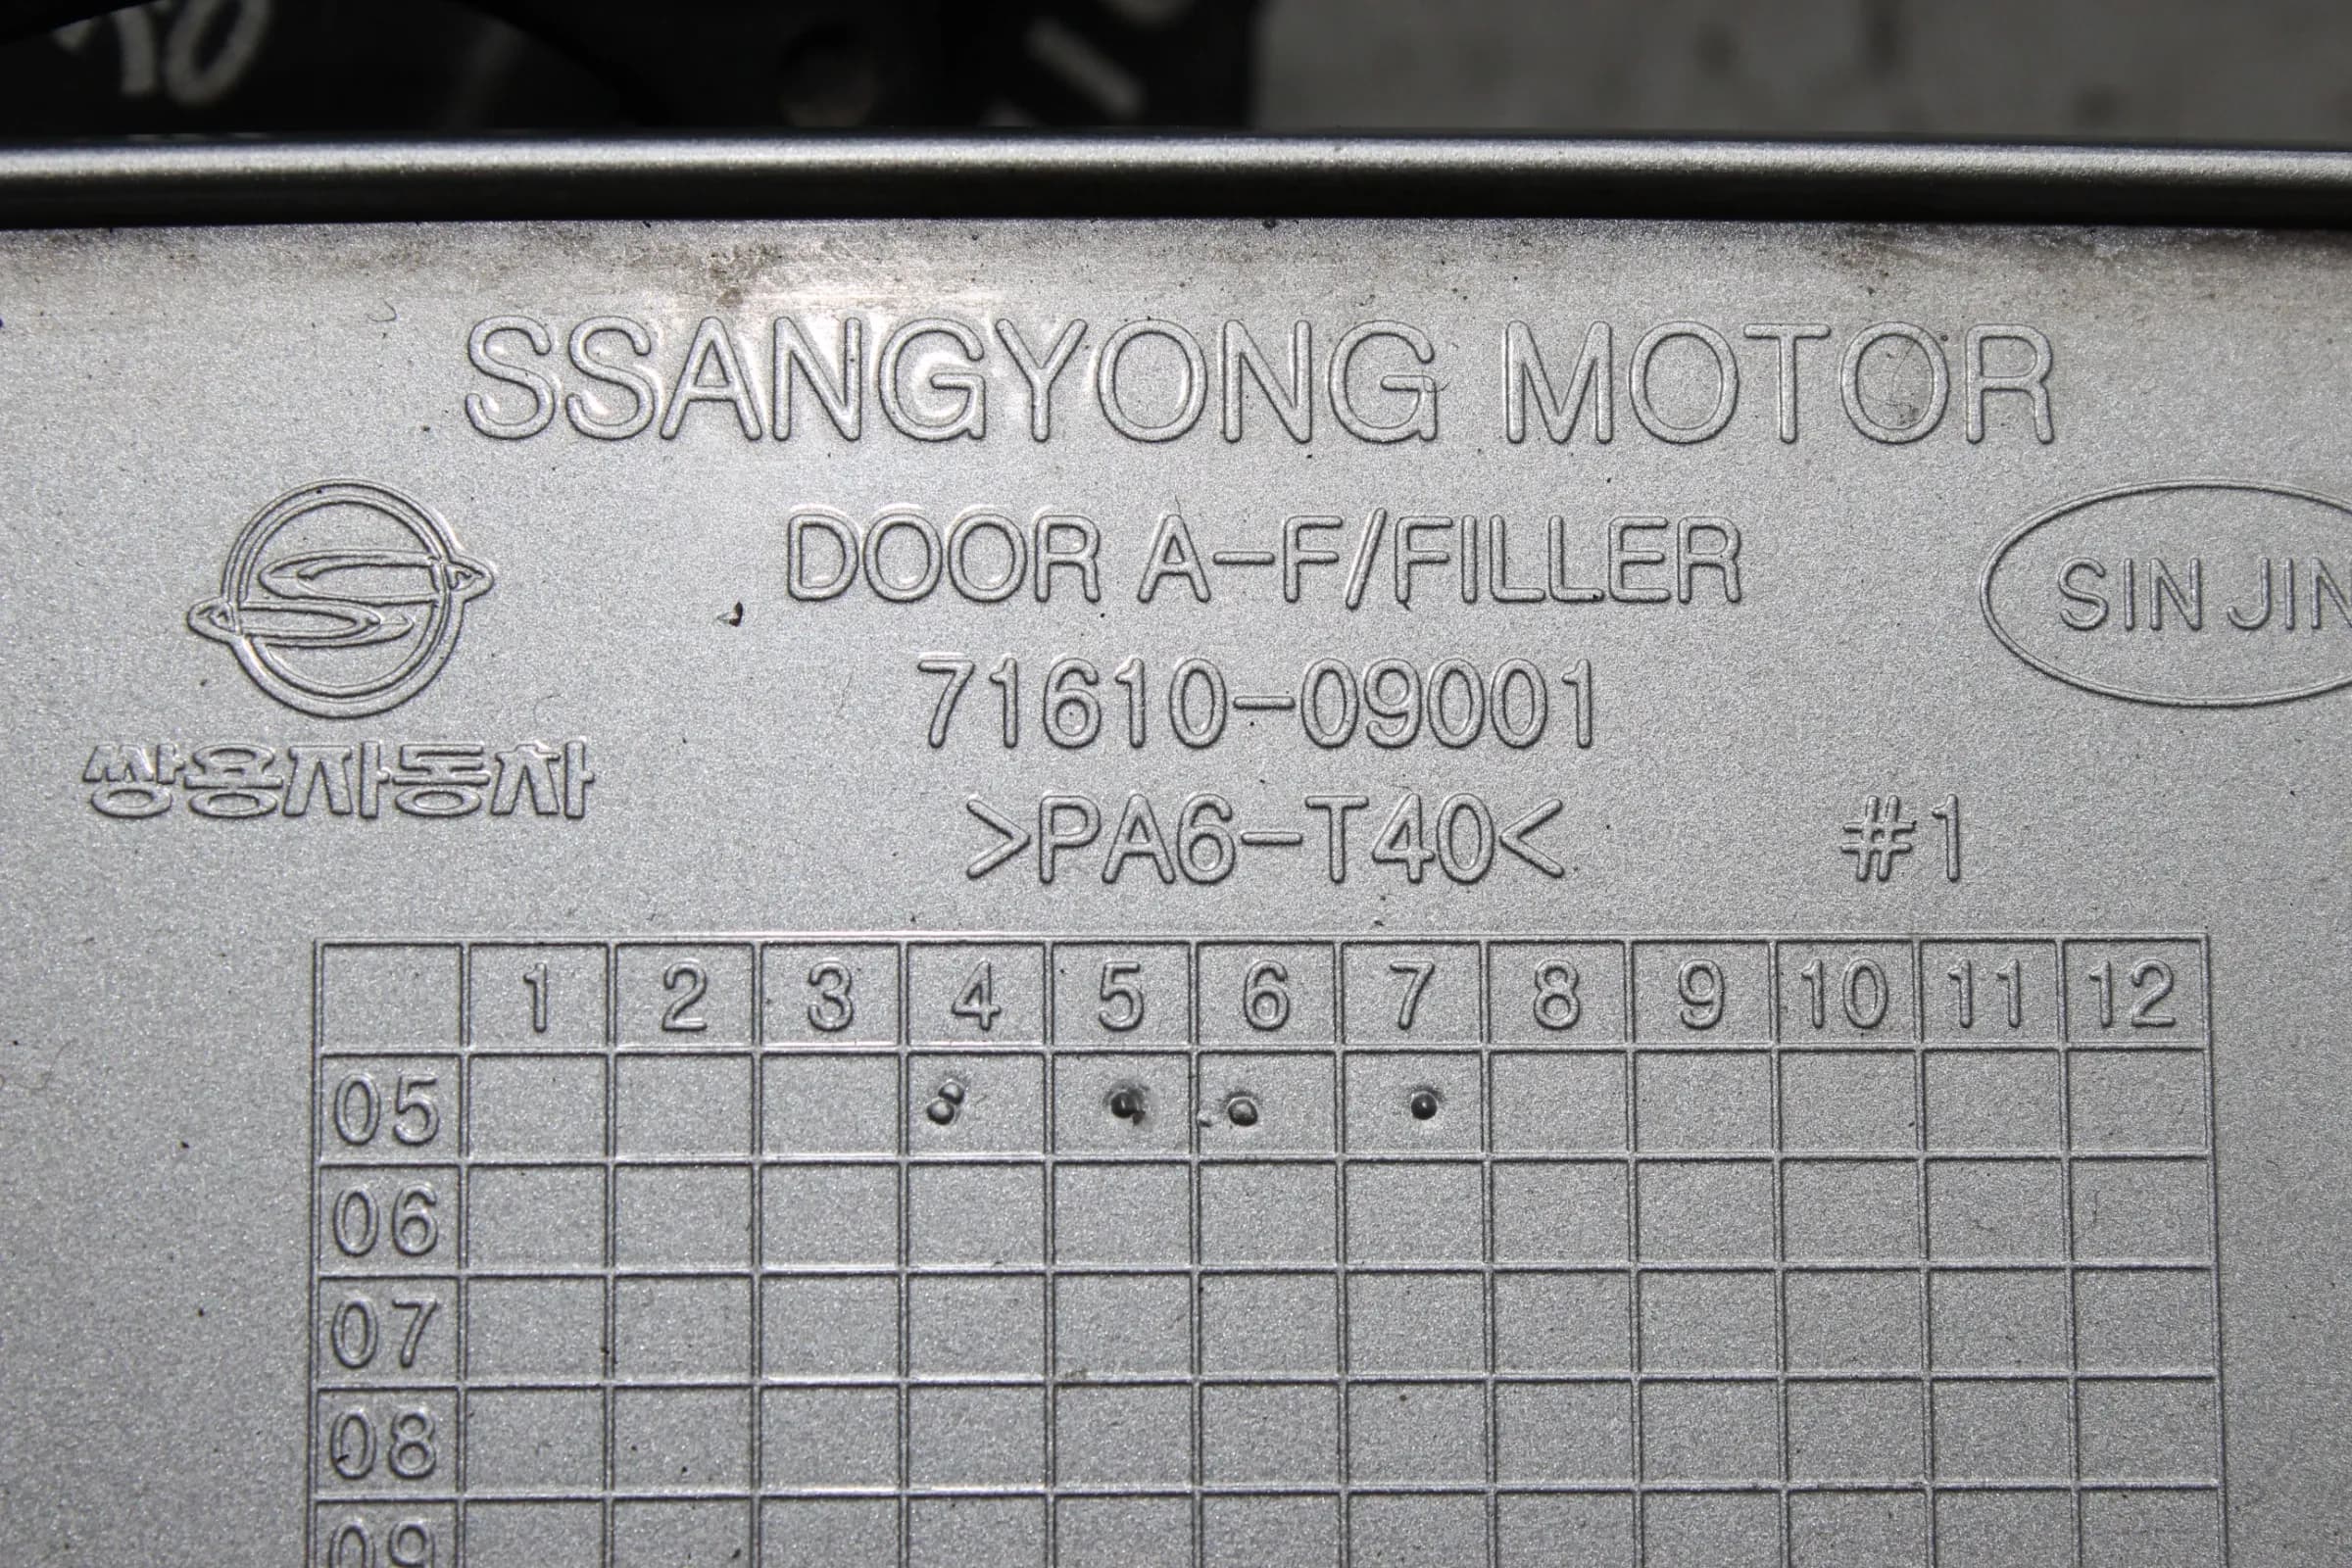 SSANGYONG MOTOR
DOOR A-F/FILLER
SIN JIN
71610-09001
쌍용자동차
>PA6-T40< #1
1 2 3 4 5 6 7 8 9 10 11 12
05
06
07
08
09